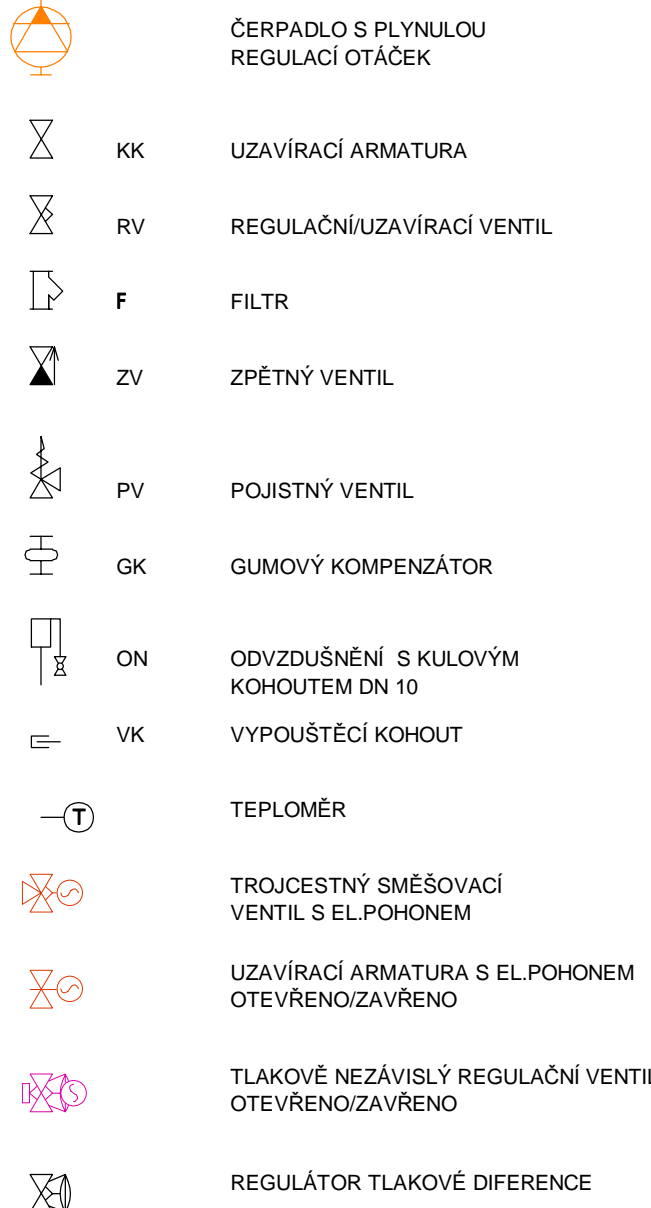 ČERPADLO S PLYNULOU
REGULACÍ OTÁČEK
KK UZAVÍRACÍ ARMATURA
RV REGULAČNÍ/UZAVÍRACÍ VENTIL
F FILTR
ZV ZPĚTNÝ VENTIL
PV POJISTNÝ VENTIL
GK GUMOVÝ KOMPENZÁTOR
ON ODVZDUŠNĚNÍ S KULOVÝM
KOHOUTEM DN 10
VK VYPOUŠTĚCÍ KOHOUT
T TEPLOMĚR
TROJCESTNÝ SMĚŠOVACÍ
VENTIL S EL.POHONEM
UZAVÍRACÍ ARMATURA S EL.POHONEM
OTEVŘENO/ZAVŘENO
S TLAKOVĚ NEZÁVISLÝ REGULAČNÍ VENTIL
OTEVŘENO/ZAVŘENO
REGULÁTOR TLAKOVÉ DIFERENCE